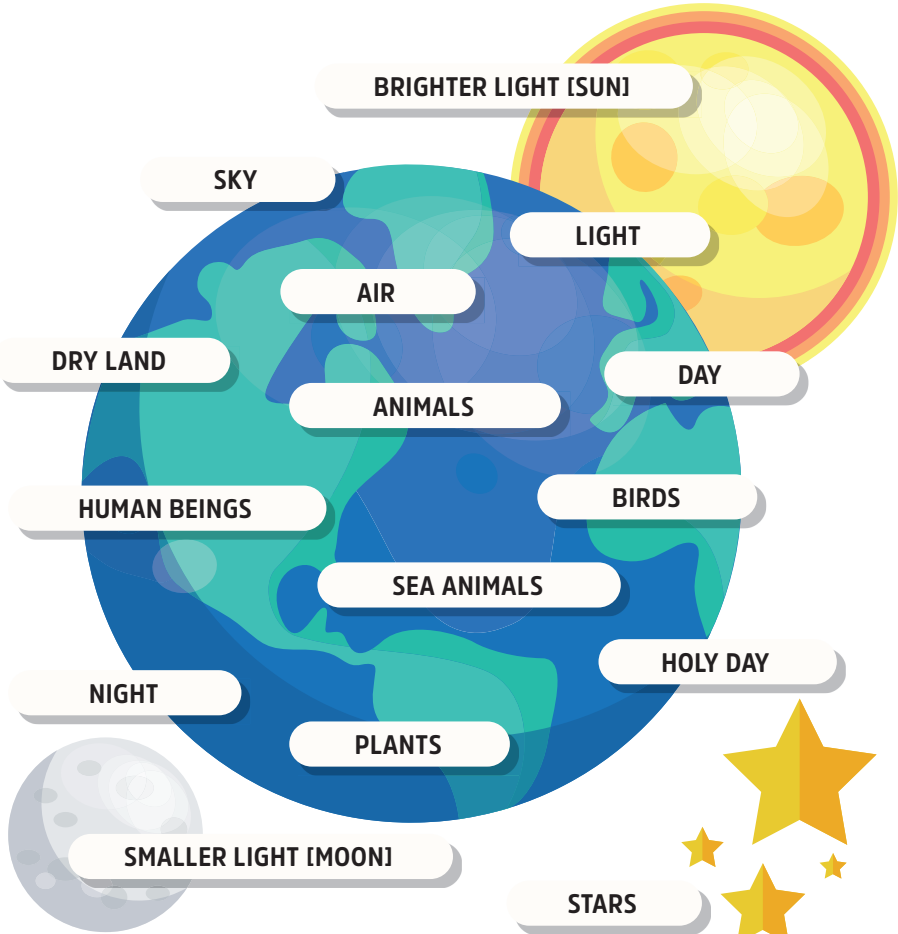 BRIGHTER LIGHT [SUN]
SKY
LIGHT
AIR
DRY LAND
DAY
ANIMALS
BIRDS
HUMAN BEINGS
SEA ANIMALS
HOLY DAY
NIGHT
PLANTS
SMALLER LIGHT [MOON]
STARS